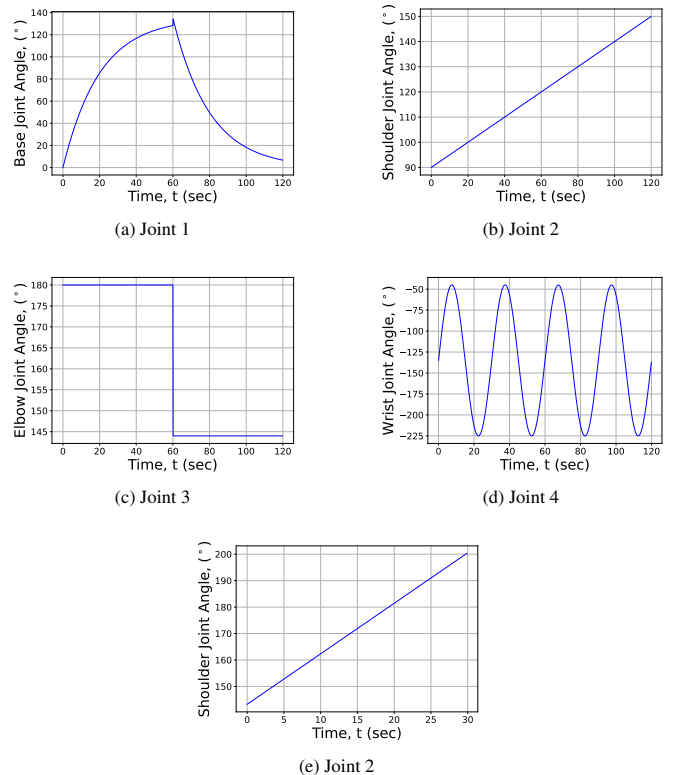 Base Joint Angle, (°)
140
120
100
80
60
40
20
0
0 20 40 60 80 100 120
Time, t (sec)
(a) Joint 1
Shoulder Joint Angle, (°)
150
140
130
120
110
100
90
0 20 40 60 80 100 120
Time, t (sec)
(b) Joint 2
Elbow Joint Angle, (°)
180
175
170
165
160
155
150
145
0 20 40 60 80 100 120
Time, t (sec)
(c) Joint 3
Wrist Joint Angle, (°)
−50
−75
−100
−125
−150
−175
−200
−225
0 20 40 60 80 100 120
Time, t (sec)
(d) Joint 4
Shoulder Joint Angle, (°)
200
190
180
170
160
150
0 5 10 15 20 25 30
Time, t (sec)
(e) Joint 2